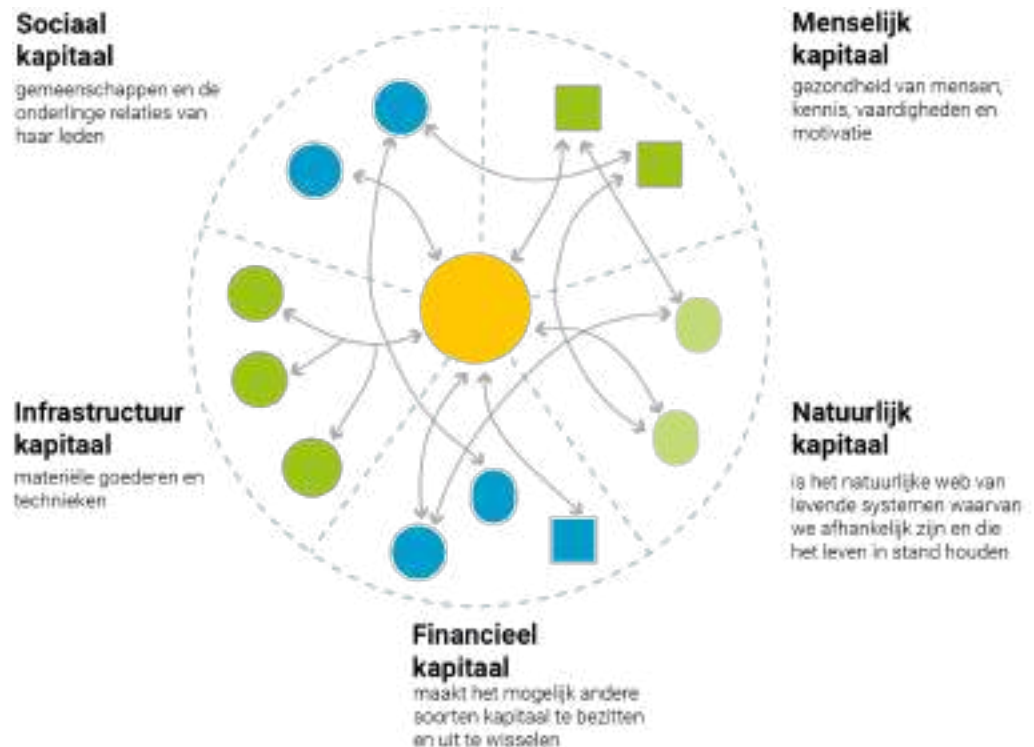 Sociaal
kapitaal
gemeenschappen en de
onderlinge relaties van
haar leden
Menselijk
kapitaal
gezondheid van mensen,
kennis, vaardigheden en
motivatie
Infrastructuur
kapitaal
materiële goederen en
technieken
Natuurlijk
kapitaal
is het natuurlijke web van
levende systemen waarvan
we afhankelijk zijn en die
het leven in stand houden
Financieel
kapitaal
maakt het mogelijk andere
soorten kapitaal te bezitten
en uit te wisselen